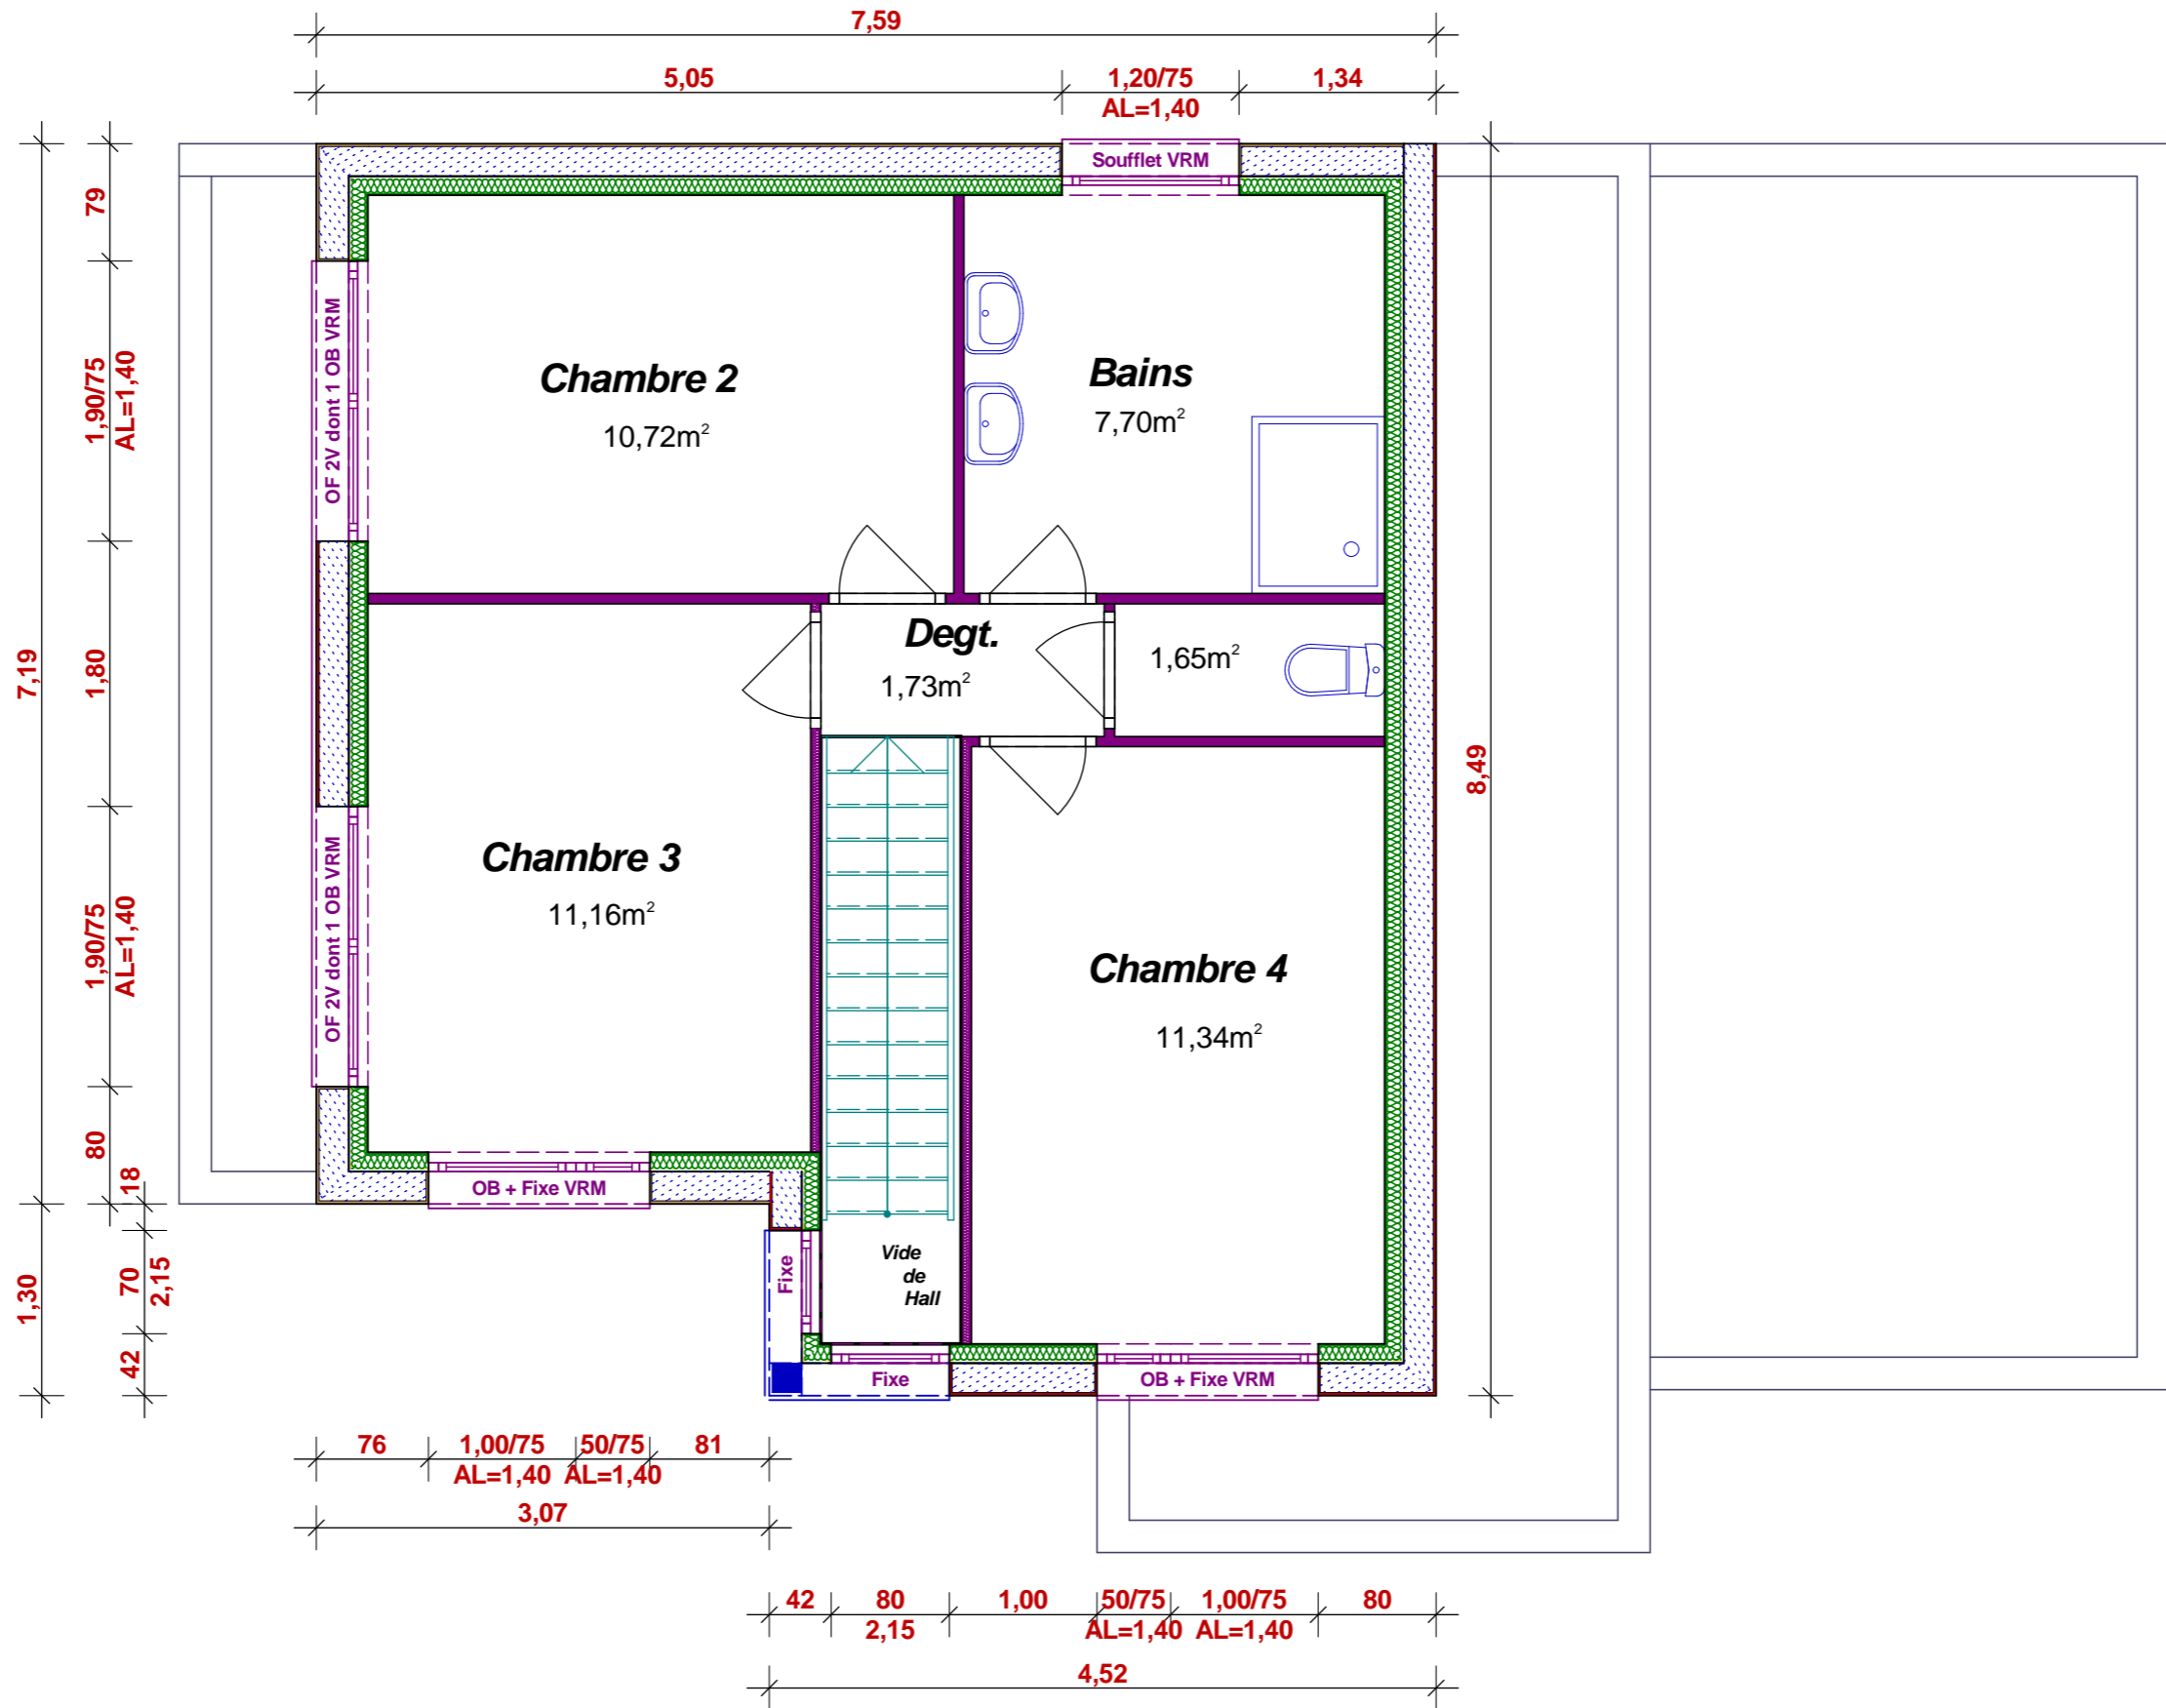 7,59
5,05
1,20/75
1,34
AL=1,40
Soufflet VRM
79
1,90/75
AL=1,40
1,80
7,19
1,90/75
AL=1,40
80
18
1,30
70
2,15
42
OF 2V dont 1 OB VRM
OF 2V dont 1 OB VRM
Chambre 2
10,72m²
Bains
7,70m²
Degt.
1,73m²
1,65m²
8,49
Chambre 3
11,16m²
Chambre 4
11,34m²
OB + Fixe VRM
Vide
de
Hall
Fixe
Fixe
OB + Fixe VRM
76
1,00/75
50/75
81
AL=1,40
AL=1,40
3,07
42
80
1,00
50/75
1,00/75
80
2,15
AL=1,40
AL=1,40
4,52